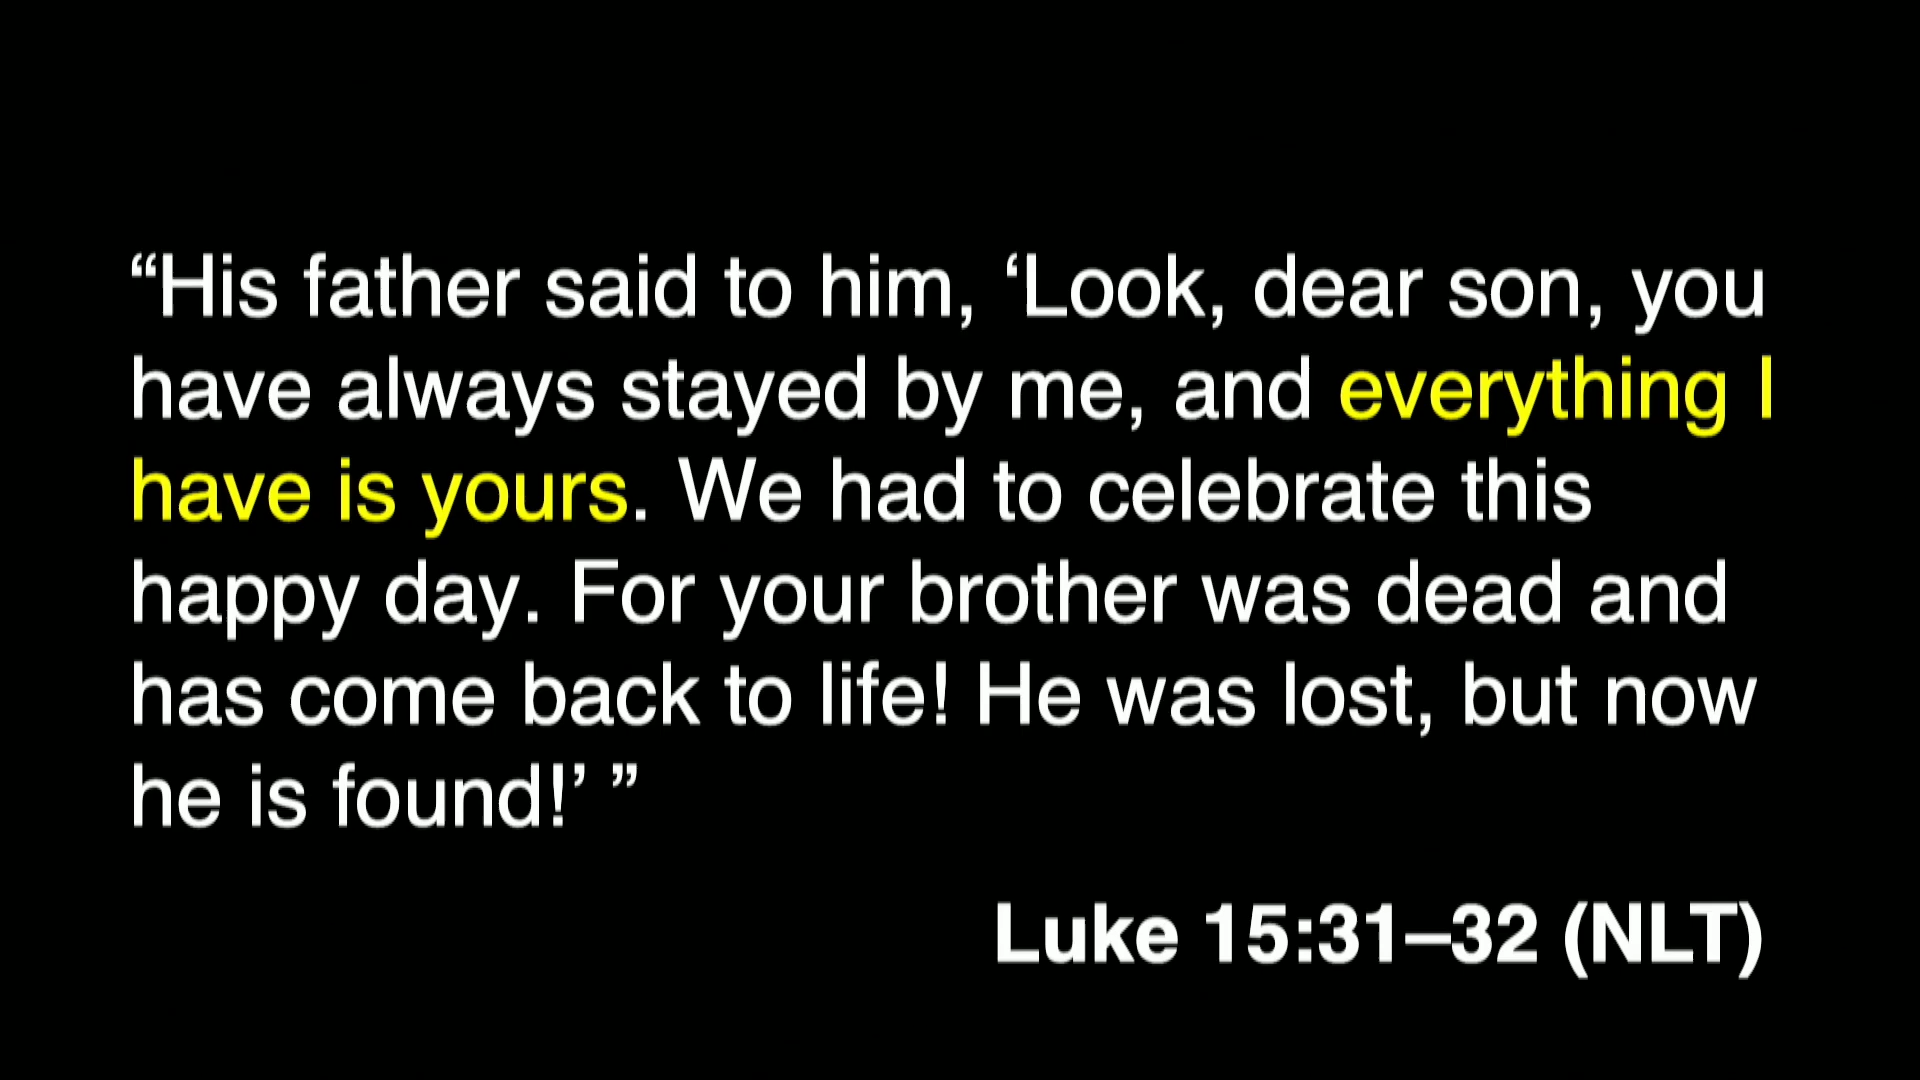 “His father said to him, ‘Look, dear son, you
have always stayed by me, and everything I
have is yours. We had to celebrate this
happy day. For your brother was dead and
has come back to life! He was lost, but now
he is found!’ ”
Luke 15:31–32 (NLT)